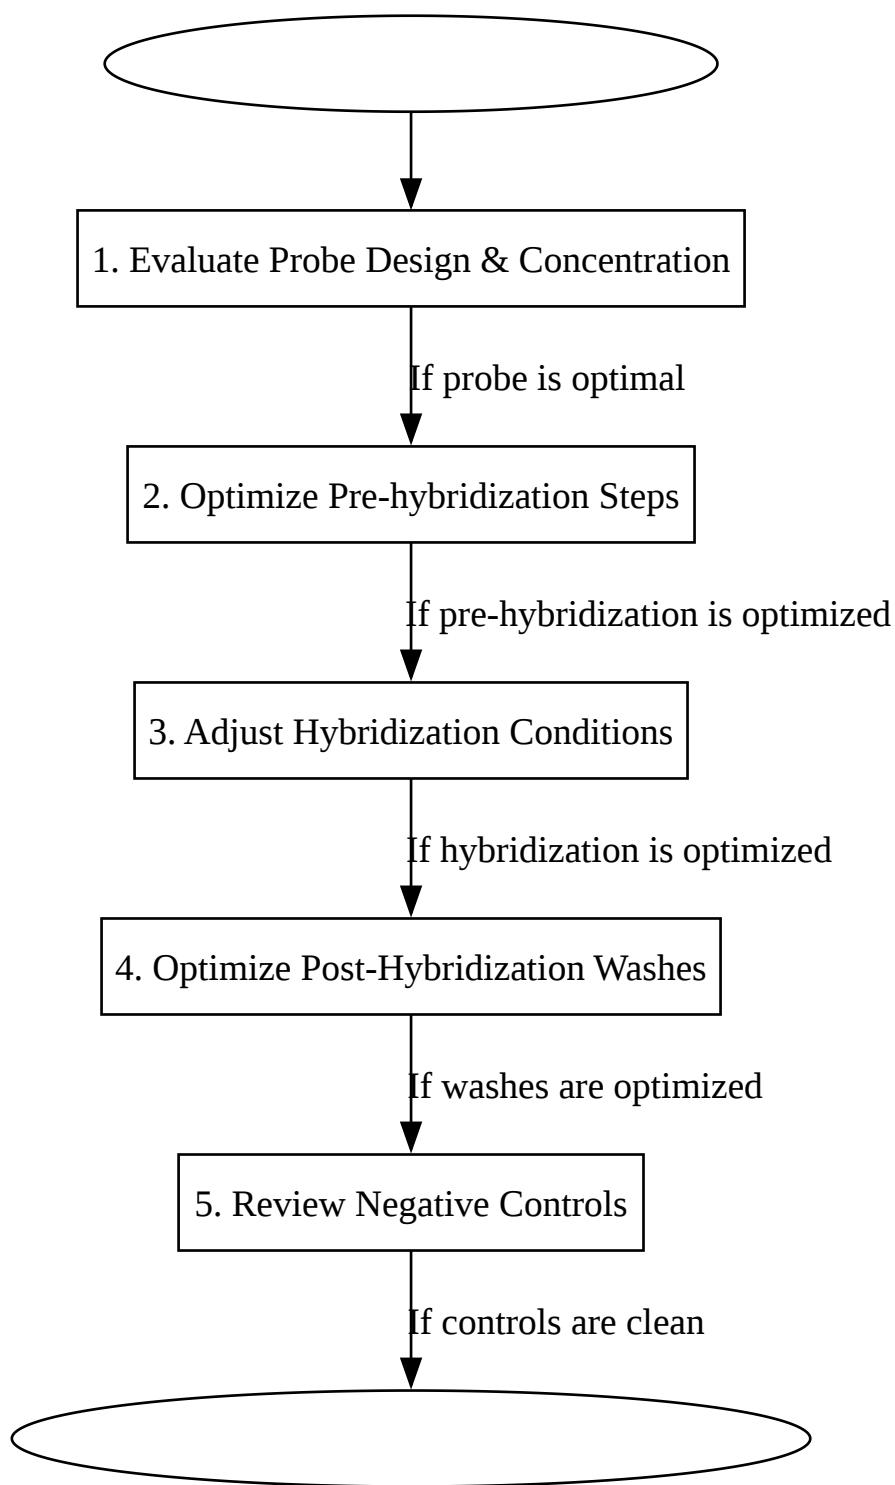 1. Evaluate Probe Design & Concentration
If probe is optimal
2. Optimize Pre-hybridization Steps
If pre-hybridization is optimized
3. Adjust Hybridization Conditions
If hybridization is optimized
4. Optimize Post-Hybridization Washes
If washes are optimized
5. Review Negative Controls
If controls are clean